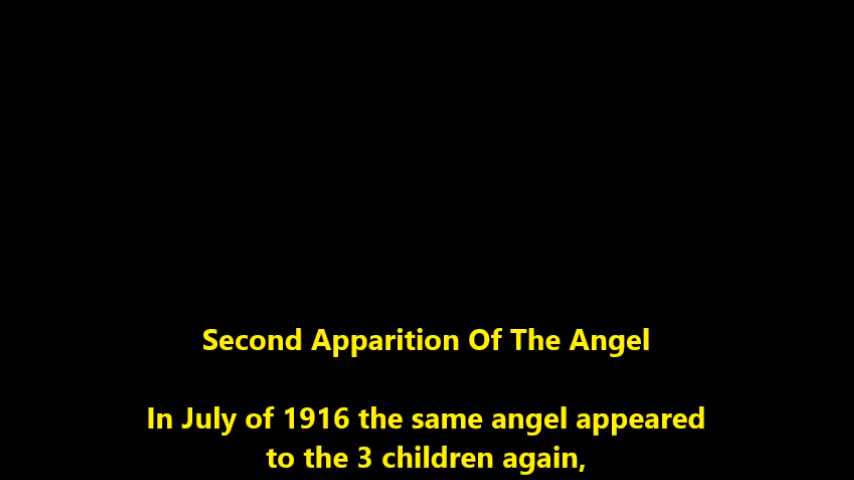 Second Apparition Of The Angel
In July of 1916 the same angel appeared
to the 3 children again,